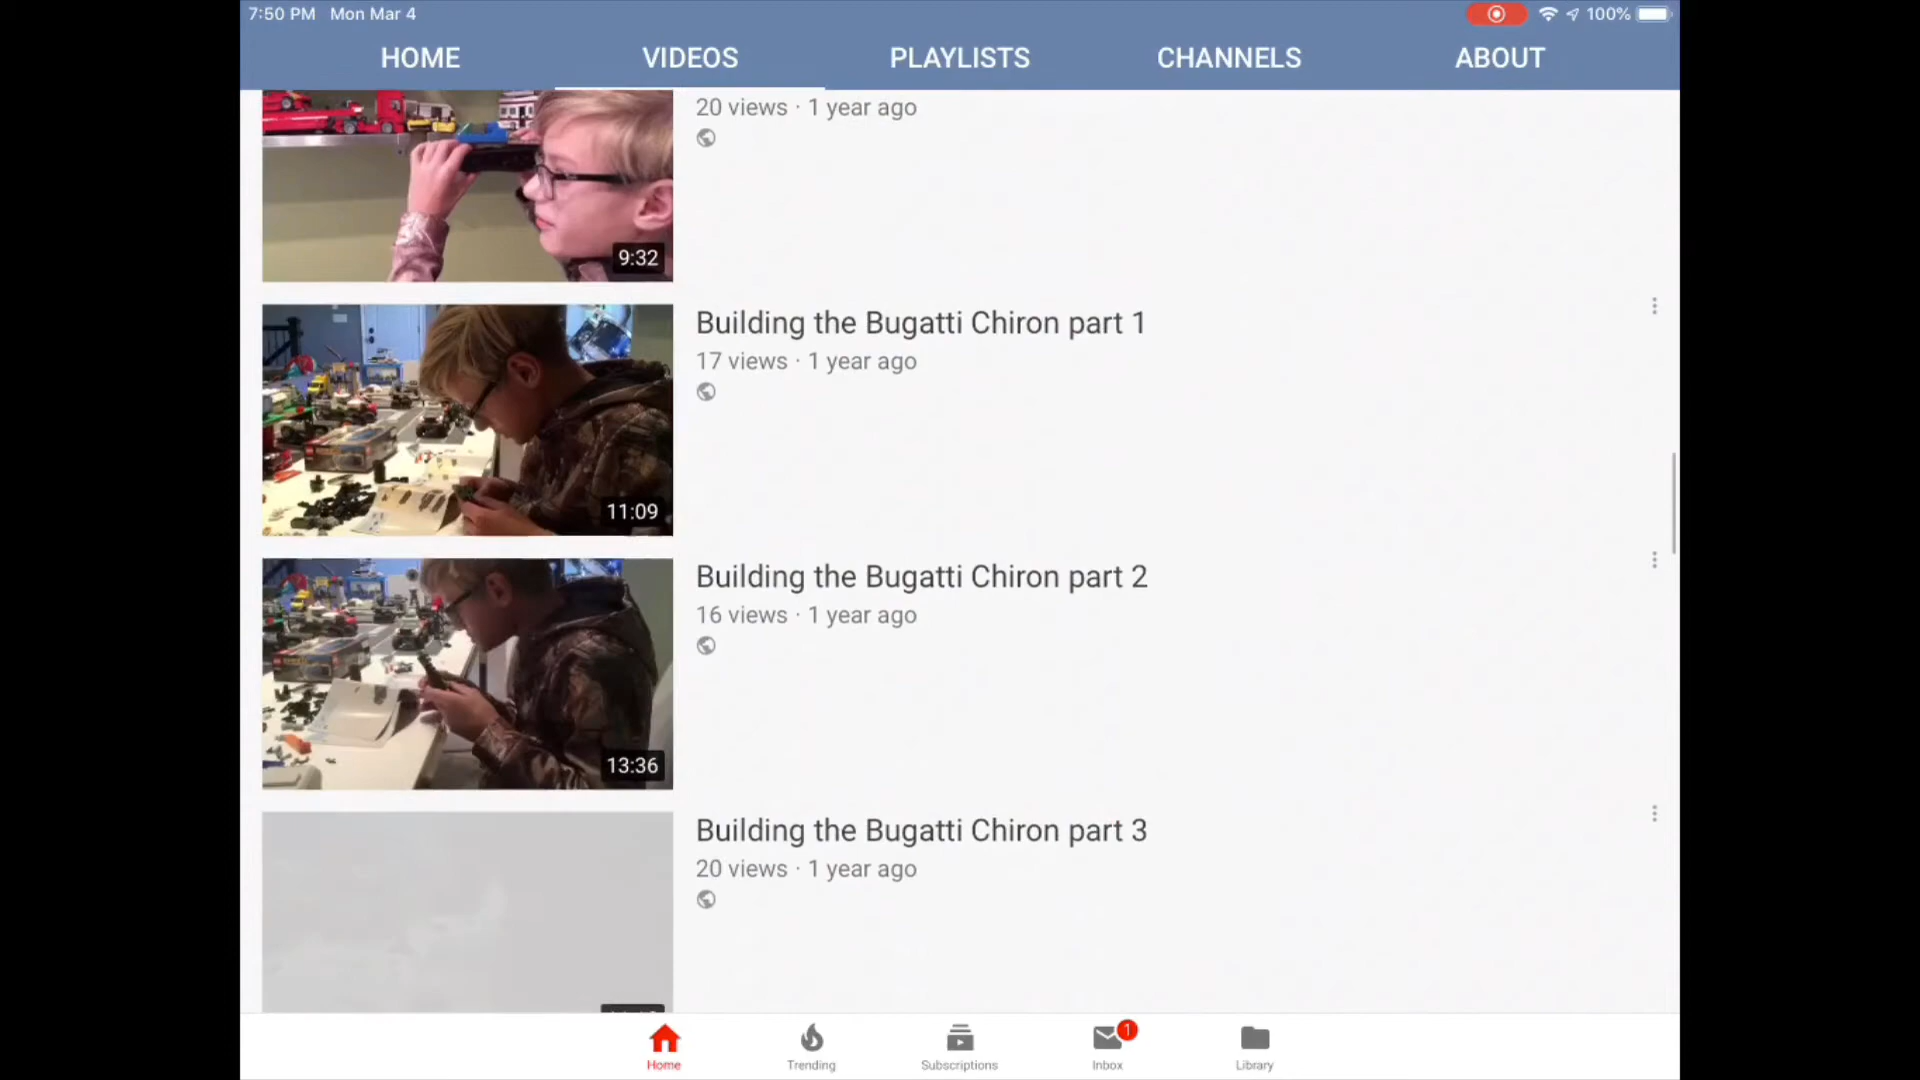 7:50 PM Mon Mar 4
100%
HOME VIDEOS PLAYLISTS CHANNELS ABOUT
20 views · 1 year ago
9:32
Building the Bugatti Chiron part 1
17 views · 1 year ago
11:09
Building the Bugatti Chiron part 2
16 views · 1 year ago
13:36
Building the Bugatti Chiron part 3
20 views · 1 year ago
1
Home Trending Subscriptions Inbox Library